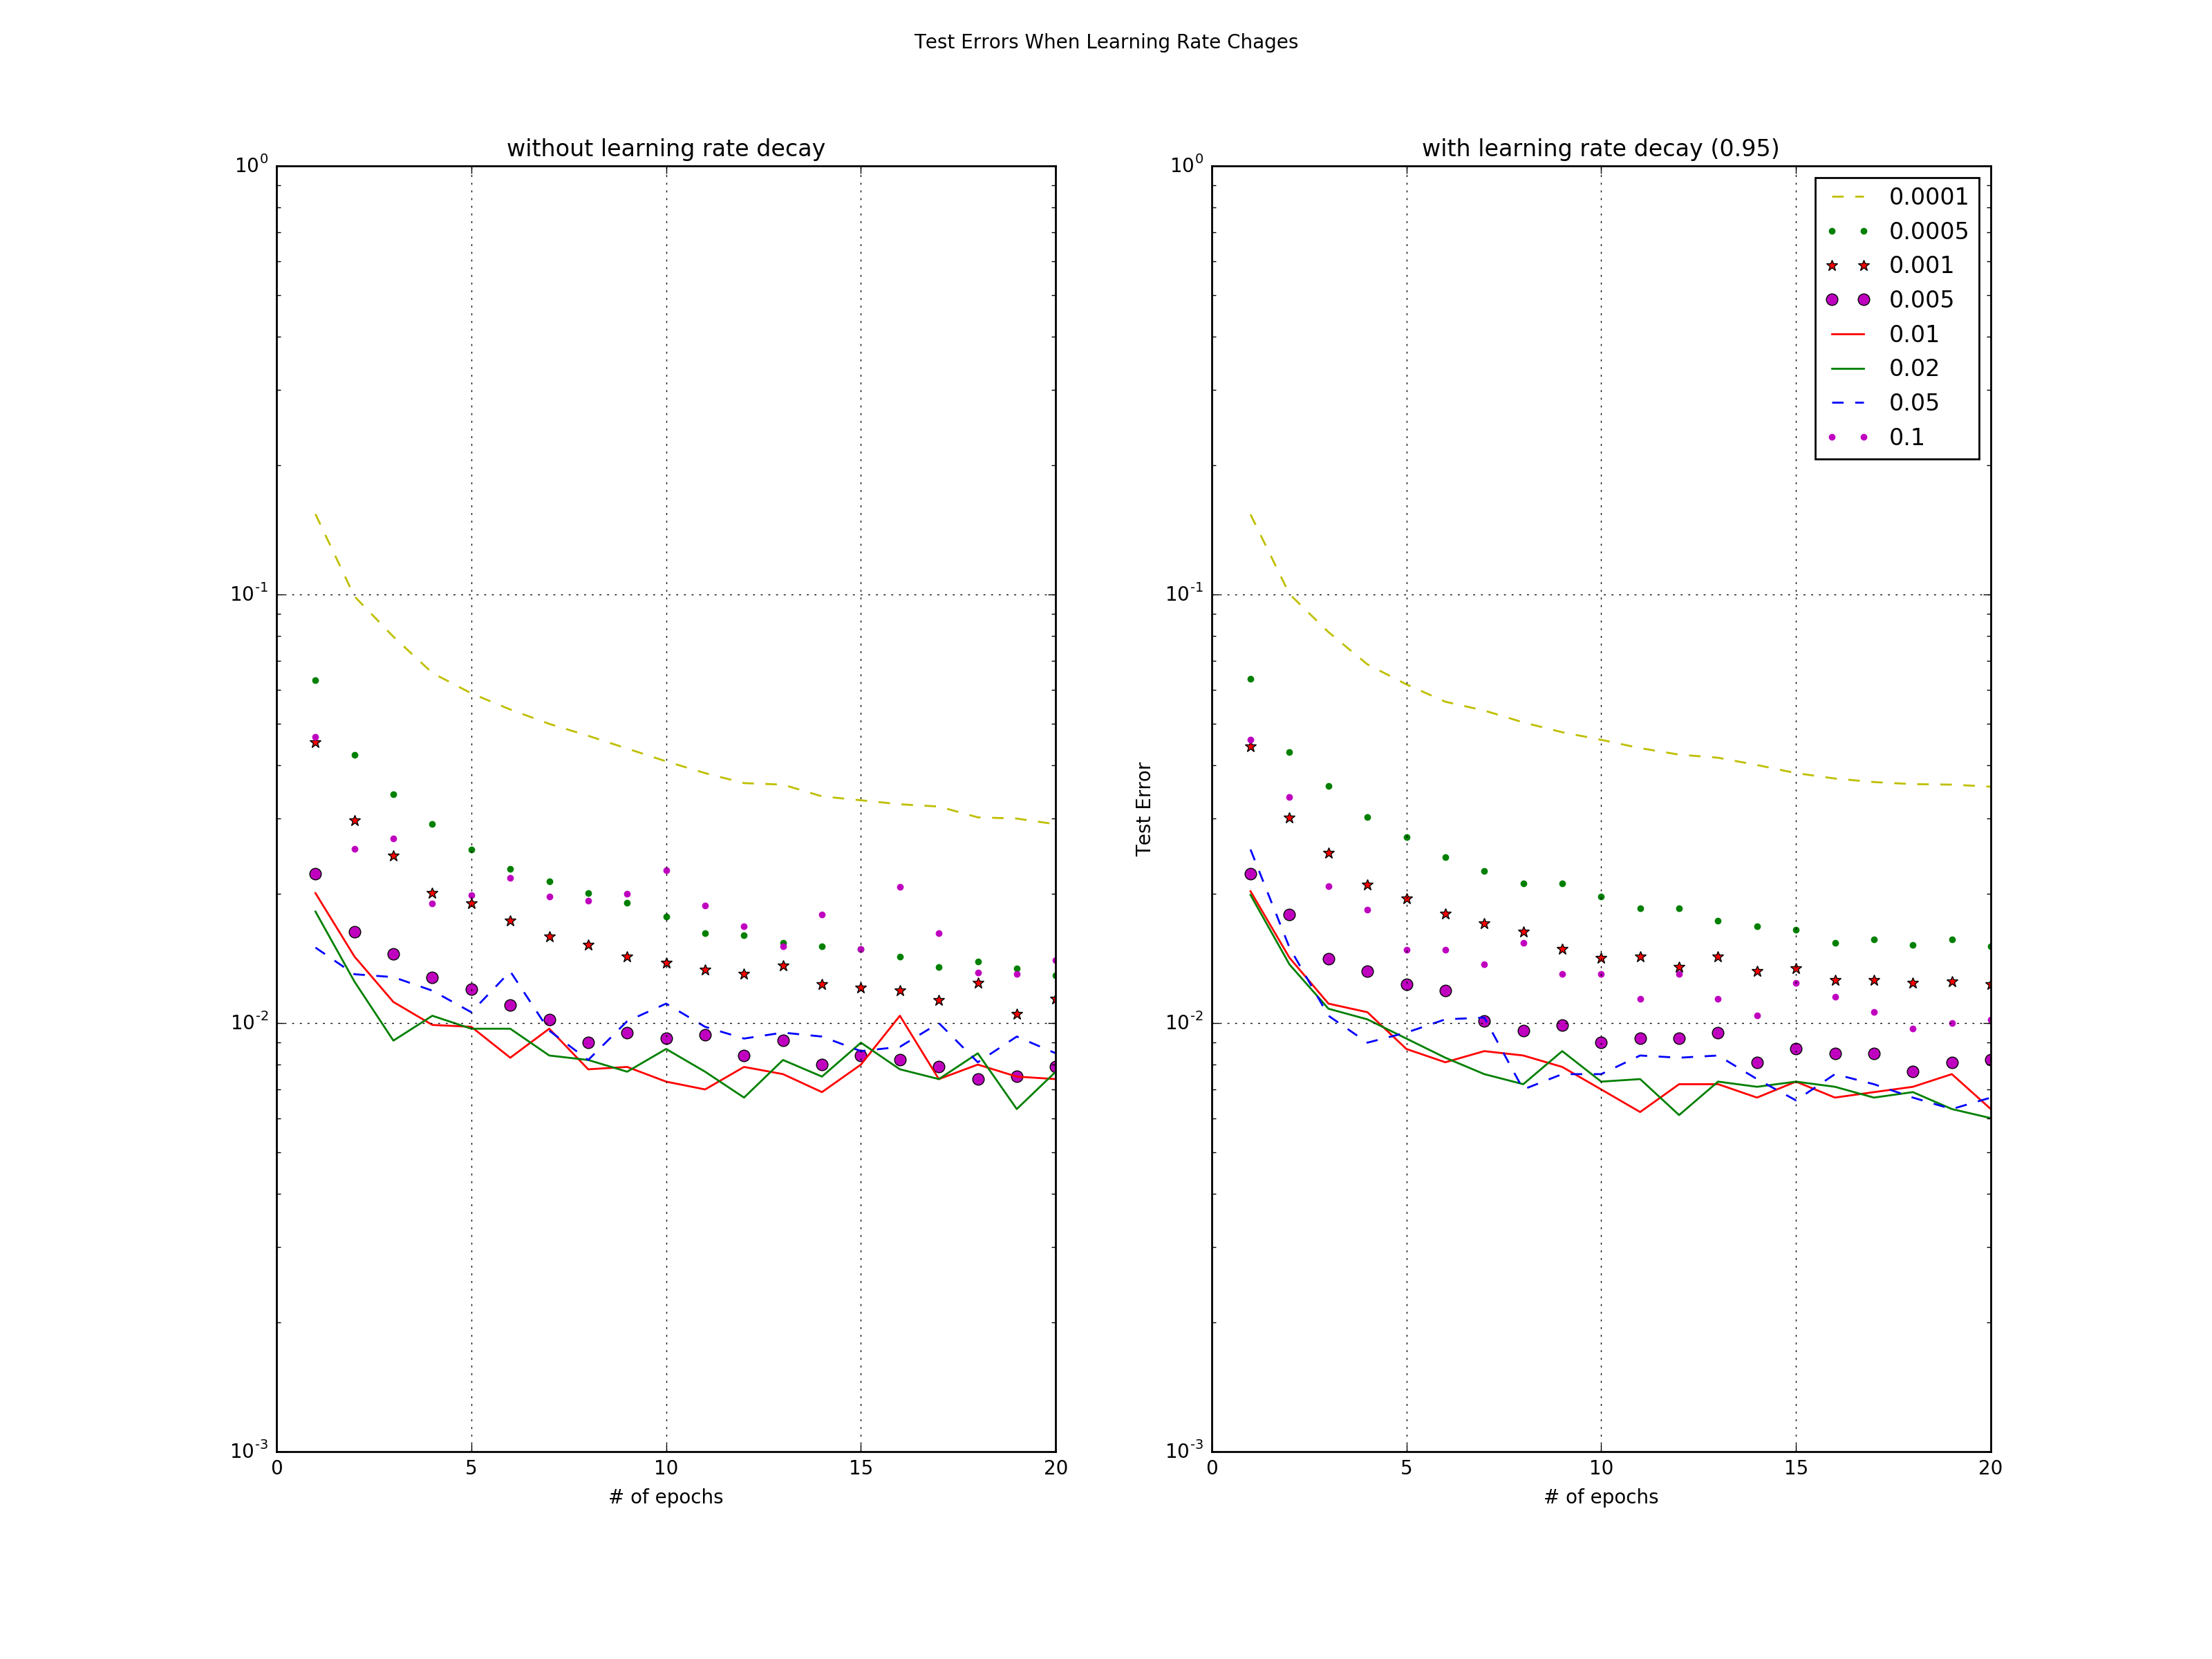 Test Errors When Learning Rate Chages
without learning rate decay
10^0
10^-1
10^-2
10^-3
0 5 10 15 20
# of epochs
with learning rate decay (0.95)
Test Error
10^0
10^-1
10^-2
10^-3
0 5 10 15 20
# of epochs
0.0001
0.0005
0.001
0.005
0.01
0.02
0.05
0.1